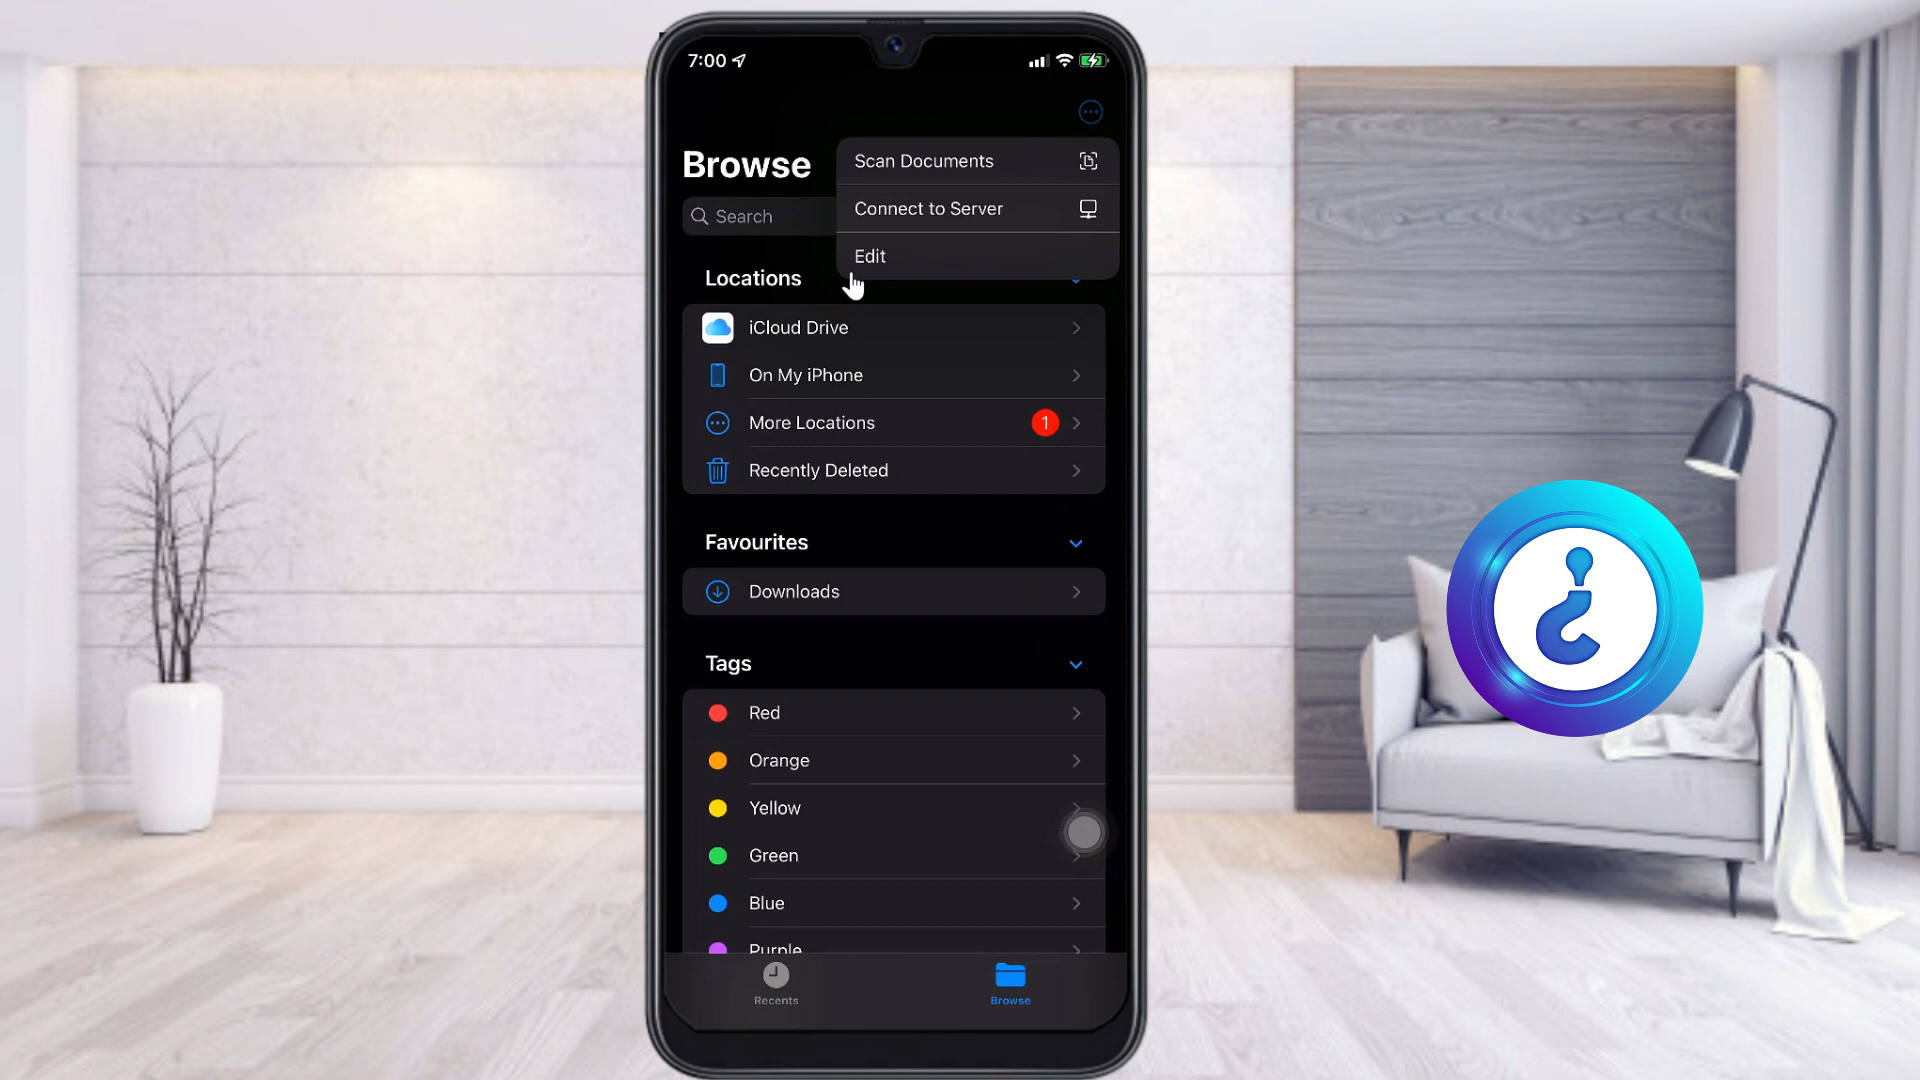 7:00
Browse
Scan Documents
Search
Connect to Server
Edit
Locations
iCloud Drive
On My iPhone
More Locations
1
Recently Deleted
Favourites
Downloads
Tags
Red
Orange
Yellow
Green
Blue
Purple
Recents
Browse